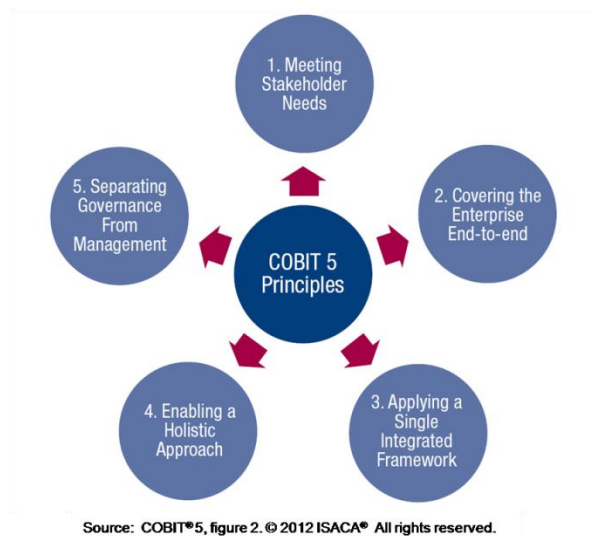 1. Meeting
Stakeholder
Needs
5. Separating
Governance
From
Management
2. Covering the
Enterprise
End-to-end
COBIT 5
Principles
4. Enabling a
Holistic
Approach
3. Applying a
Single
Integrated
Framework
Source: COBIT® 5, figure 2. © 2012 ISACA® All rights reserved.